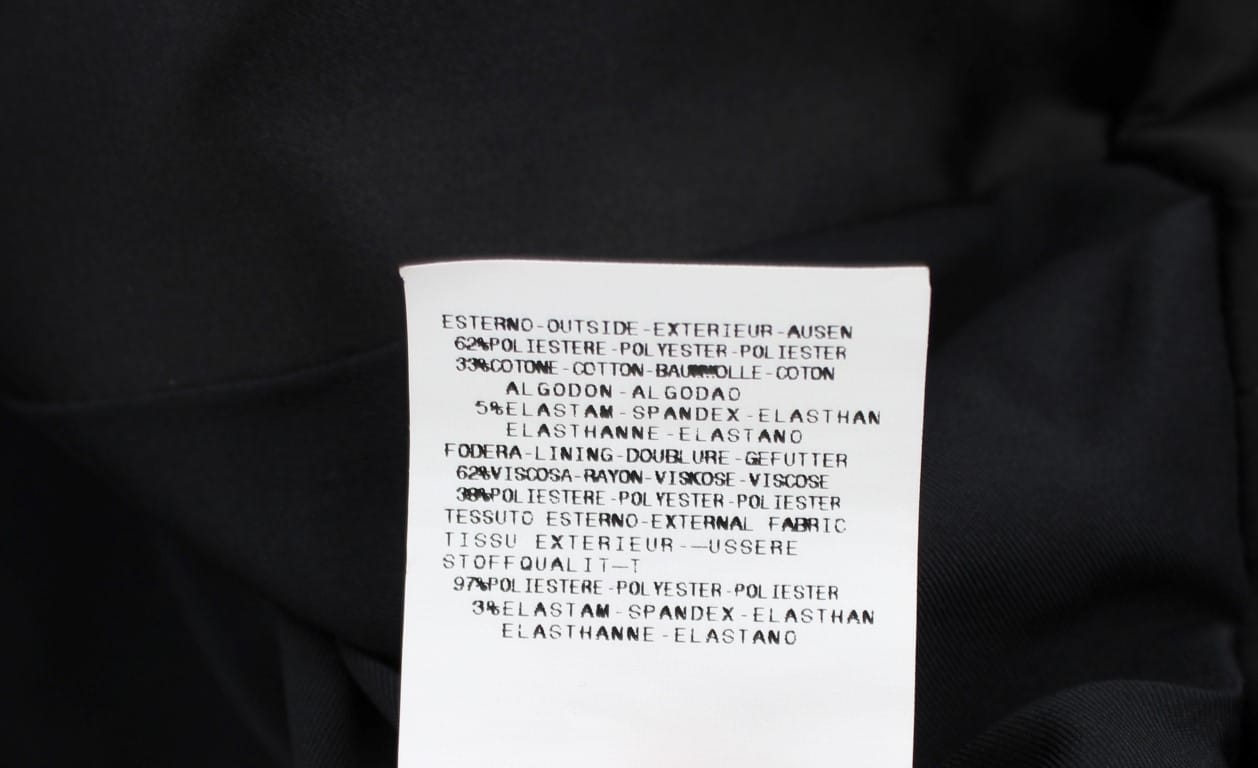 ESTERNO-OUTSIDE-EXTERIEUR-AUSEN
62%POLIESTERE-POLYESTER-POLIESTER
33%COTONE-COTTON-BAUMWOLLE-COTON
ALGODON-ALGODAO
5%ELASTAM-SPANDEX-ELASTHAN
ELASTHANNE-ELASTANO
FODERA-LINING-DOUBLURE-GEFUTTER
62%VISCOSA-RAYON-VISKOSE-VISCOSE
38%POLIESTERE-POLYESTER-POLIESTER
TESSUTO ESTERNO-EXTERNAL FABRIC
TISSU EXTERIEUR-—USSERE
STOFFQUALIT—T
97%POLIESTERE-POLYESTER-POLIESTER
3%ELASTAM-SPANDEX-ELASTHAN
ELASTHANNE-ELASTANO